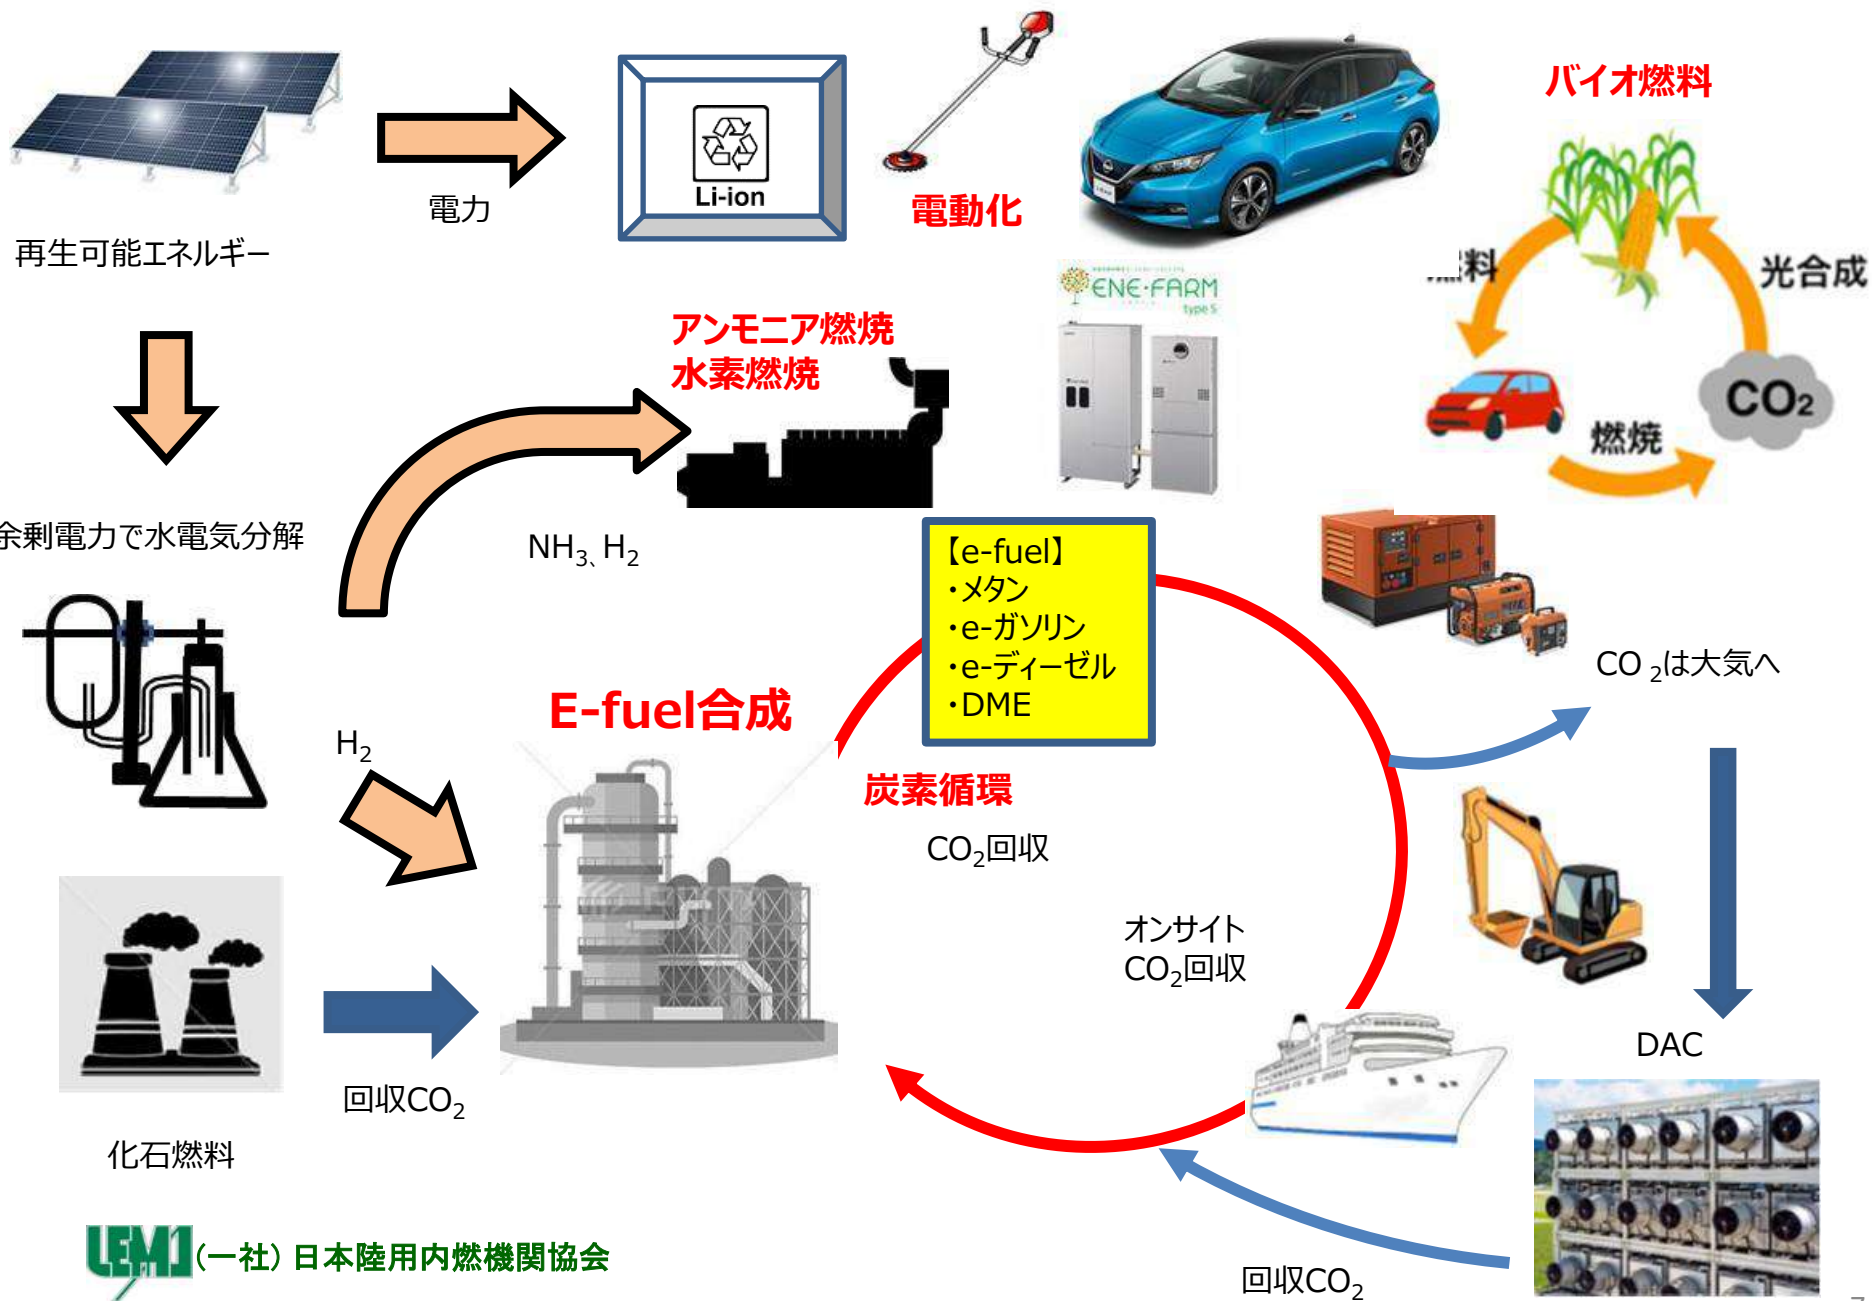 再生可能エネルギー
電力
Li-ion
電動化
バイオ燃料
料
光合成
CO₂
燃焼
ENE・FARM
type S
アンモニア燃焼
水素燃焼
余剰電力で水電気分解
NH₃、H₂
【e-fuel】
・メタン
・e-ガソリン
・e-ディーゼル
・DME
CO₂は大気へ
E-fuel合成
H₂
炭素循環
CO₂回収
オンサイト
CO₂回収
DAC
回収CO₂
化石燃料
回収CO₂
LEMA(一社)日本陸用内燃機関協会